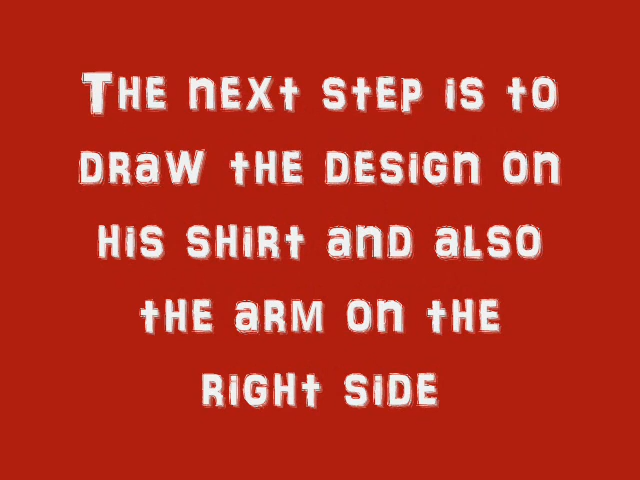 The next step is to
draw the design on
his shirt and also
the arm on the
right side